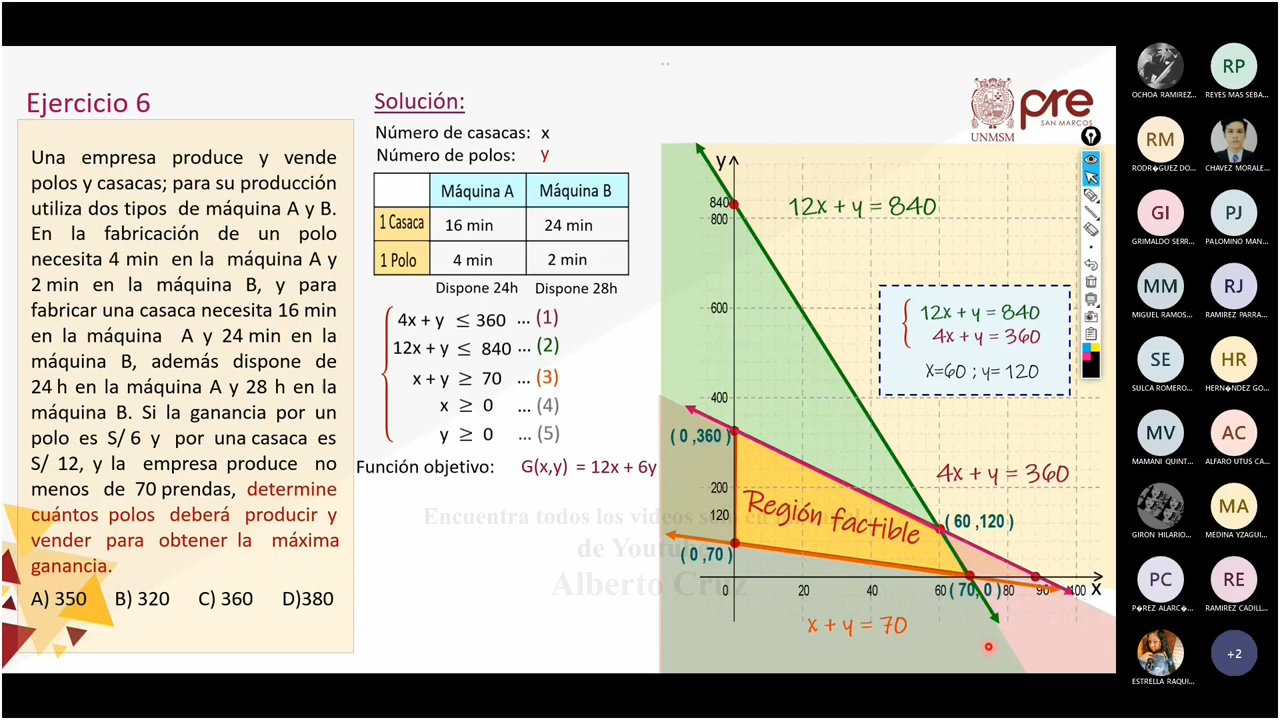 Ejercicio 6
Una empresa produce y vende
polos y casacas; para su producción
utiliza dos tipos de máquina A y B.
En la fabricación de un polo
necesita 4 min en la máquina A y
2 min en la máquina B, y para
fabricar una casaca necesita 16 min
en la máquina A y 24 min en la
máquina B, además dispone de
24 h en la máquina A y 28 h en la
máquina B. Si la ganancia por un
polo es S/ 6 y por una casaca es
S/ 12, y la empresa produce no
menos de 70 prendas, determine
cuántos polos deberá producir y
vender para obtener la máxima
ganancia.
A) 350 B) 320 C) 360 D)380
Solución:
Número de casacas: x
Número de polos: y
Máquina A Máquina B
1 Casaca 16 min 24 min
1 Polo 4 min 2 min
Dispone 24h Dispone 28h
4x + y ≤ 360 ... (1)
12x + y ≤ 840 ... (2)
x + y ≥ 70 ... (3)
x ≥ 0 ... (4)
y ≥ 0 ... (5)
Función objetivo: G(x,y) = 12x + 6y
Encuentra todos los videos
de Youtube
Alberto Cruz
UNMSM
pre
SAN MARCOS
y
840
800
600
400
200
120
12x + y = 840
12x + y = 840
4x + y = 360
x=60 ; y= 120
(0 ,360 )
4x + y = 360
Región factible
(60 ,120 )
(0 ,70 )
0 20 40 60 (70, 0 ) 80 90 100 X
x + y = 70
OCHOA RAMIREZ...
RP
REYES MAS SEBA...
RM
RODR�GUEZ DO...
CHAVEZ MORALE...
GI
GRIMALDO SERR...
PJ
PALOMINO MAN...
MM
MIGUEL RAMOS...
RJ
RAMIREZ PARRA...
SE
SULCA ROMERO...
HR
HERN�NDEZ GO...
MV
MAMANI QUINT...
AC
ALFARO UTUS CA...
GIRON HILARIO...
MA
MEDINA YZAGUI...
PC
P�REZ ALARC�...
RE
RAMIREZ CADILL...
ESTRELLA RAQUI...
+2